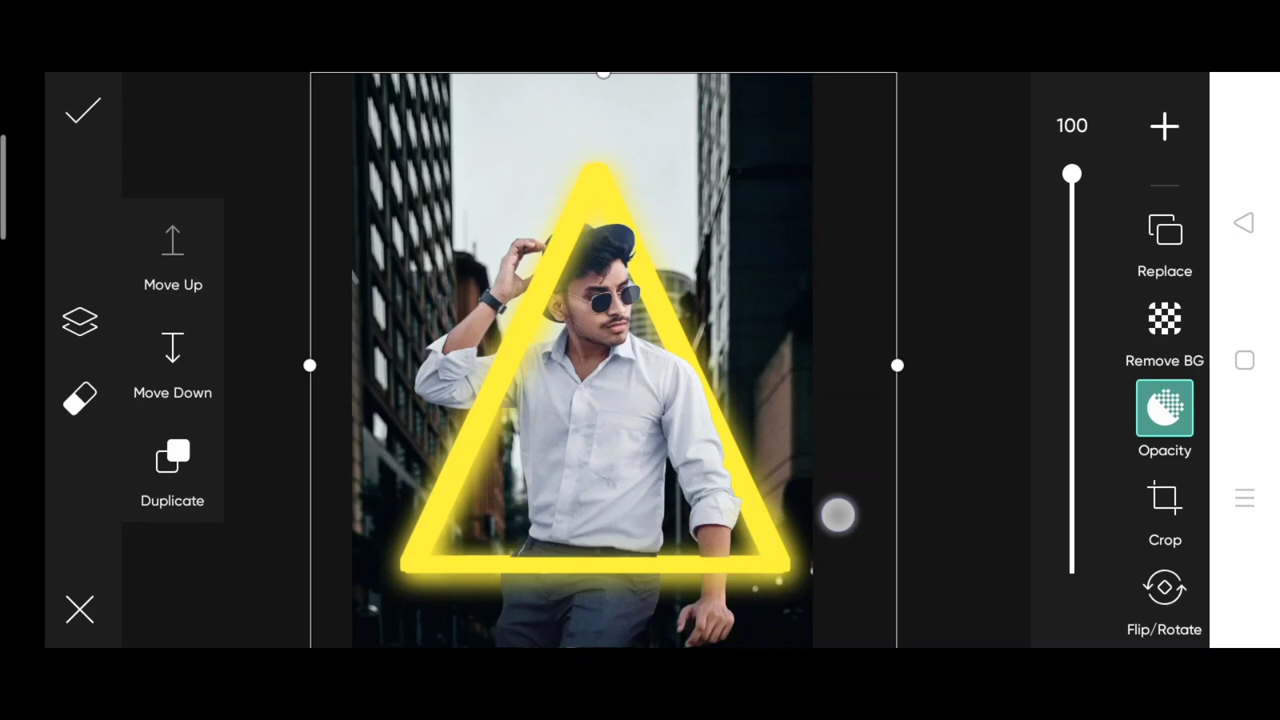 Move Up
Move Down
Duplicate
100
Replace
Remove BG
Opacity
Crop
Flip/Rotate